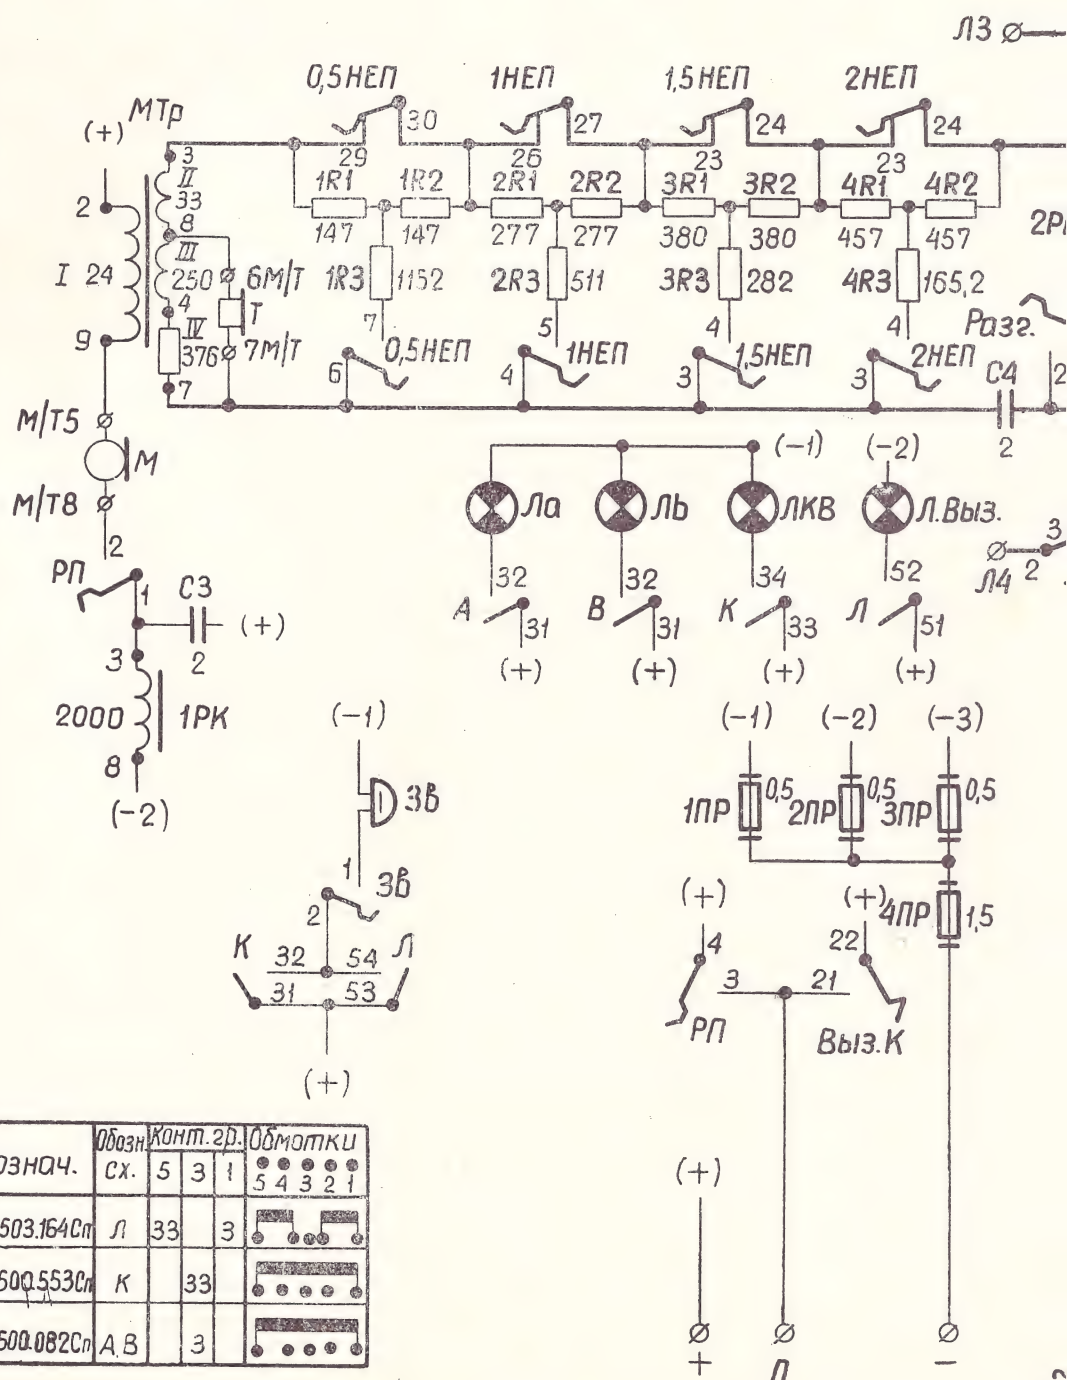 Л3
0,5НЕП 1НЕП 1,5НЕП 2НЕП
МТр
(+)
30 27 24 24
3 29 26 23 23
II 1R1 1R2 2R1 2R2 3R1 3R2 4R1 4R2
33
2 8
147 147 277 277 380 380 457 457
III
I 24 250 6М/Т 1R3 1152 2R3 511 3R3 282 4R3 165,2
4 Т
7 5 4 4 Разг.
IV
9 376 7М/Т 6 0,5НЕП 4 1НЕП 3 1,5НЕП 3 2НЕП С4 2
7
М/Т5 2
(-1) (-2)
М
М/Т8 Ла Лb ЛКВ Л.Выз.
3
2 Л4 2
РП 1 С3 32 32 34 52
А 31 В 31 К 33 Л 51
(+)
2
3 (+) (+) (+) (+)
2000 1РК (-1) (-1) (-2) (-3)
8
(-2) Зв 1ПР 0,5 2ПР 0,5 3ПР 0,5
1 Зв
2 (+) (+) 4ПР 1,5
К 32 54 Л 4 22
31 53 3 21
РП Выз.К
(+)
означ. Обозн. сх. Конт.гр. Обмотки
5 3 1 5 4 3 2 1
503.164Сп Л 33 3
500.553Сп К 33
500.082Сп А,В 3
(+)
+ П −